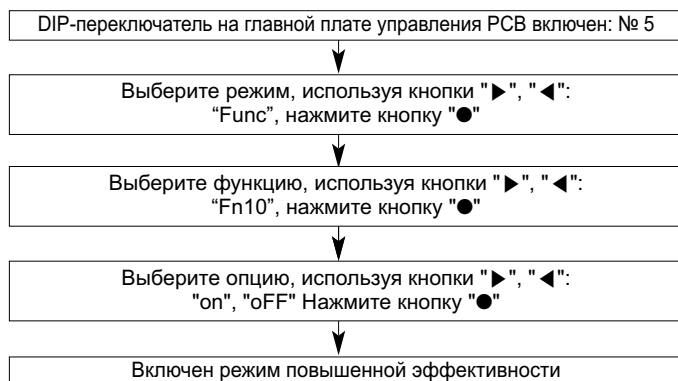 DIP-переключатель на главной плате управления PCB включен: № 5
Выберите режим, используя кнопки "▶", "◀":
“Func”, нажмите кнопку "●"
Выберите функцию, используя кнопки "▶", "◀":
“Fn10”, нажмите кнопку "●"
Выберите опцию, используя кнопки "▶", "◀":
"on", "oFF" Нажмите кнопку "●"
Включен режим повышенной эффективности